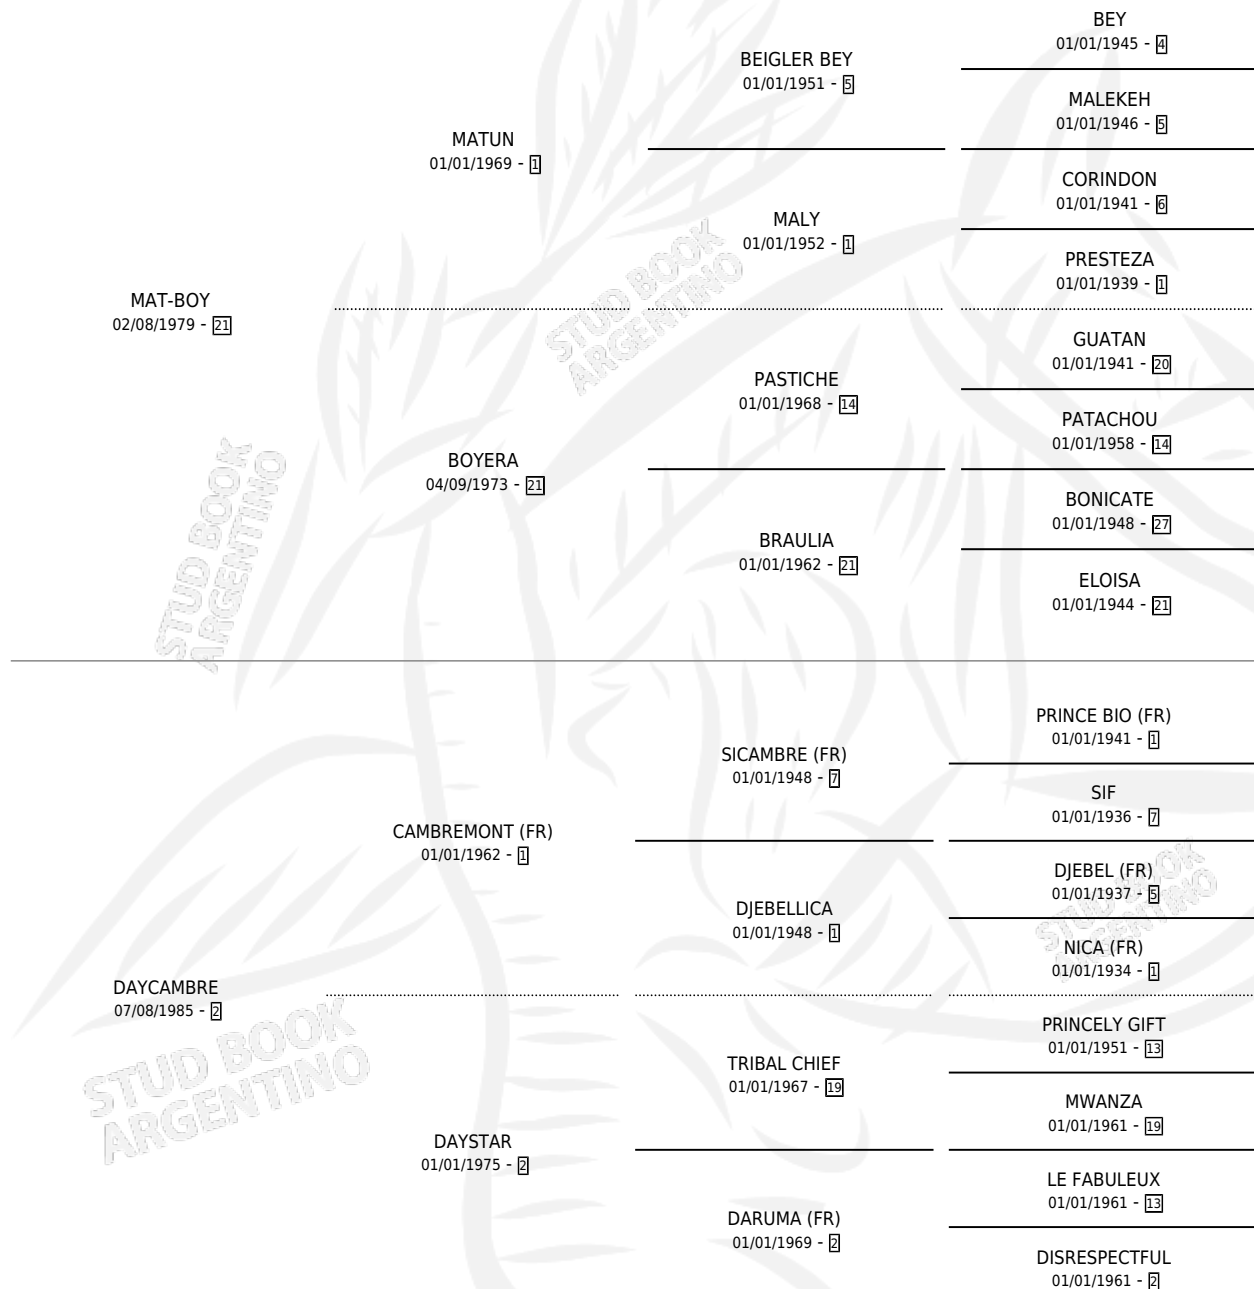 BEY
01/01/1945 - 4
BEIGLER BEY
01/01/1951 - 5
MALEKEH
01/01/1946 - 5
MATUN
01/01/1969 - 1
CORINDON
01/01/1941 - 6
MALY
01/01/1952 - 1
PRESTEZA
01/01/1939 - 1
MAT-BOY
02/08/1979 - 21
GUATAN
01/01/1941 - 20
PASTICHE
01/01/1968 - 14
PATACHOU
01/01/1958 - 14
BOYERA
04/09/1973 - 21
BONICATE
01/01/1948 - 27
BRAULIA
01/01/1962 - 21
ELOISA
01/01/1944 - 21
PRINCE BIO (FR)
01/01/1941 - 1
SICAMBRE (FR)
01/01/1948 - 7
SIF
01/01/1936 - 7
CAMBREMONT (FR)
01/01/1962 - 1
DJEBEL (FR)
01/01/1937 - 5
DJEBELLICA
01/01/1948 - 1
NICA (FR)
01/01/1934 - 1
DAYCAMBRE
07/08/1985 - 2
PRINCELY GIFT
01/01/1951 - 13
TRIBAL CHIEF
01/01/1967 - 19
MWANZA
01/01/1961 - 19
DAYSTAR
01/01/1975 - 2
LE FABULEUX
01/01/1961 - 13
DARUMA (FR)
01/01/1969 - 2
DISRESPECTFUL
01/01/1961 - 2
STUD BOOK
ARGENTINO
STUD BOOK
ARGENTINO
STUD BOOK
ARGENTINO
STUD BOOK
ARGENTINO